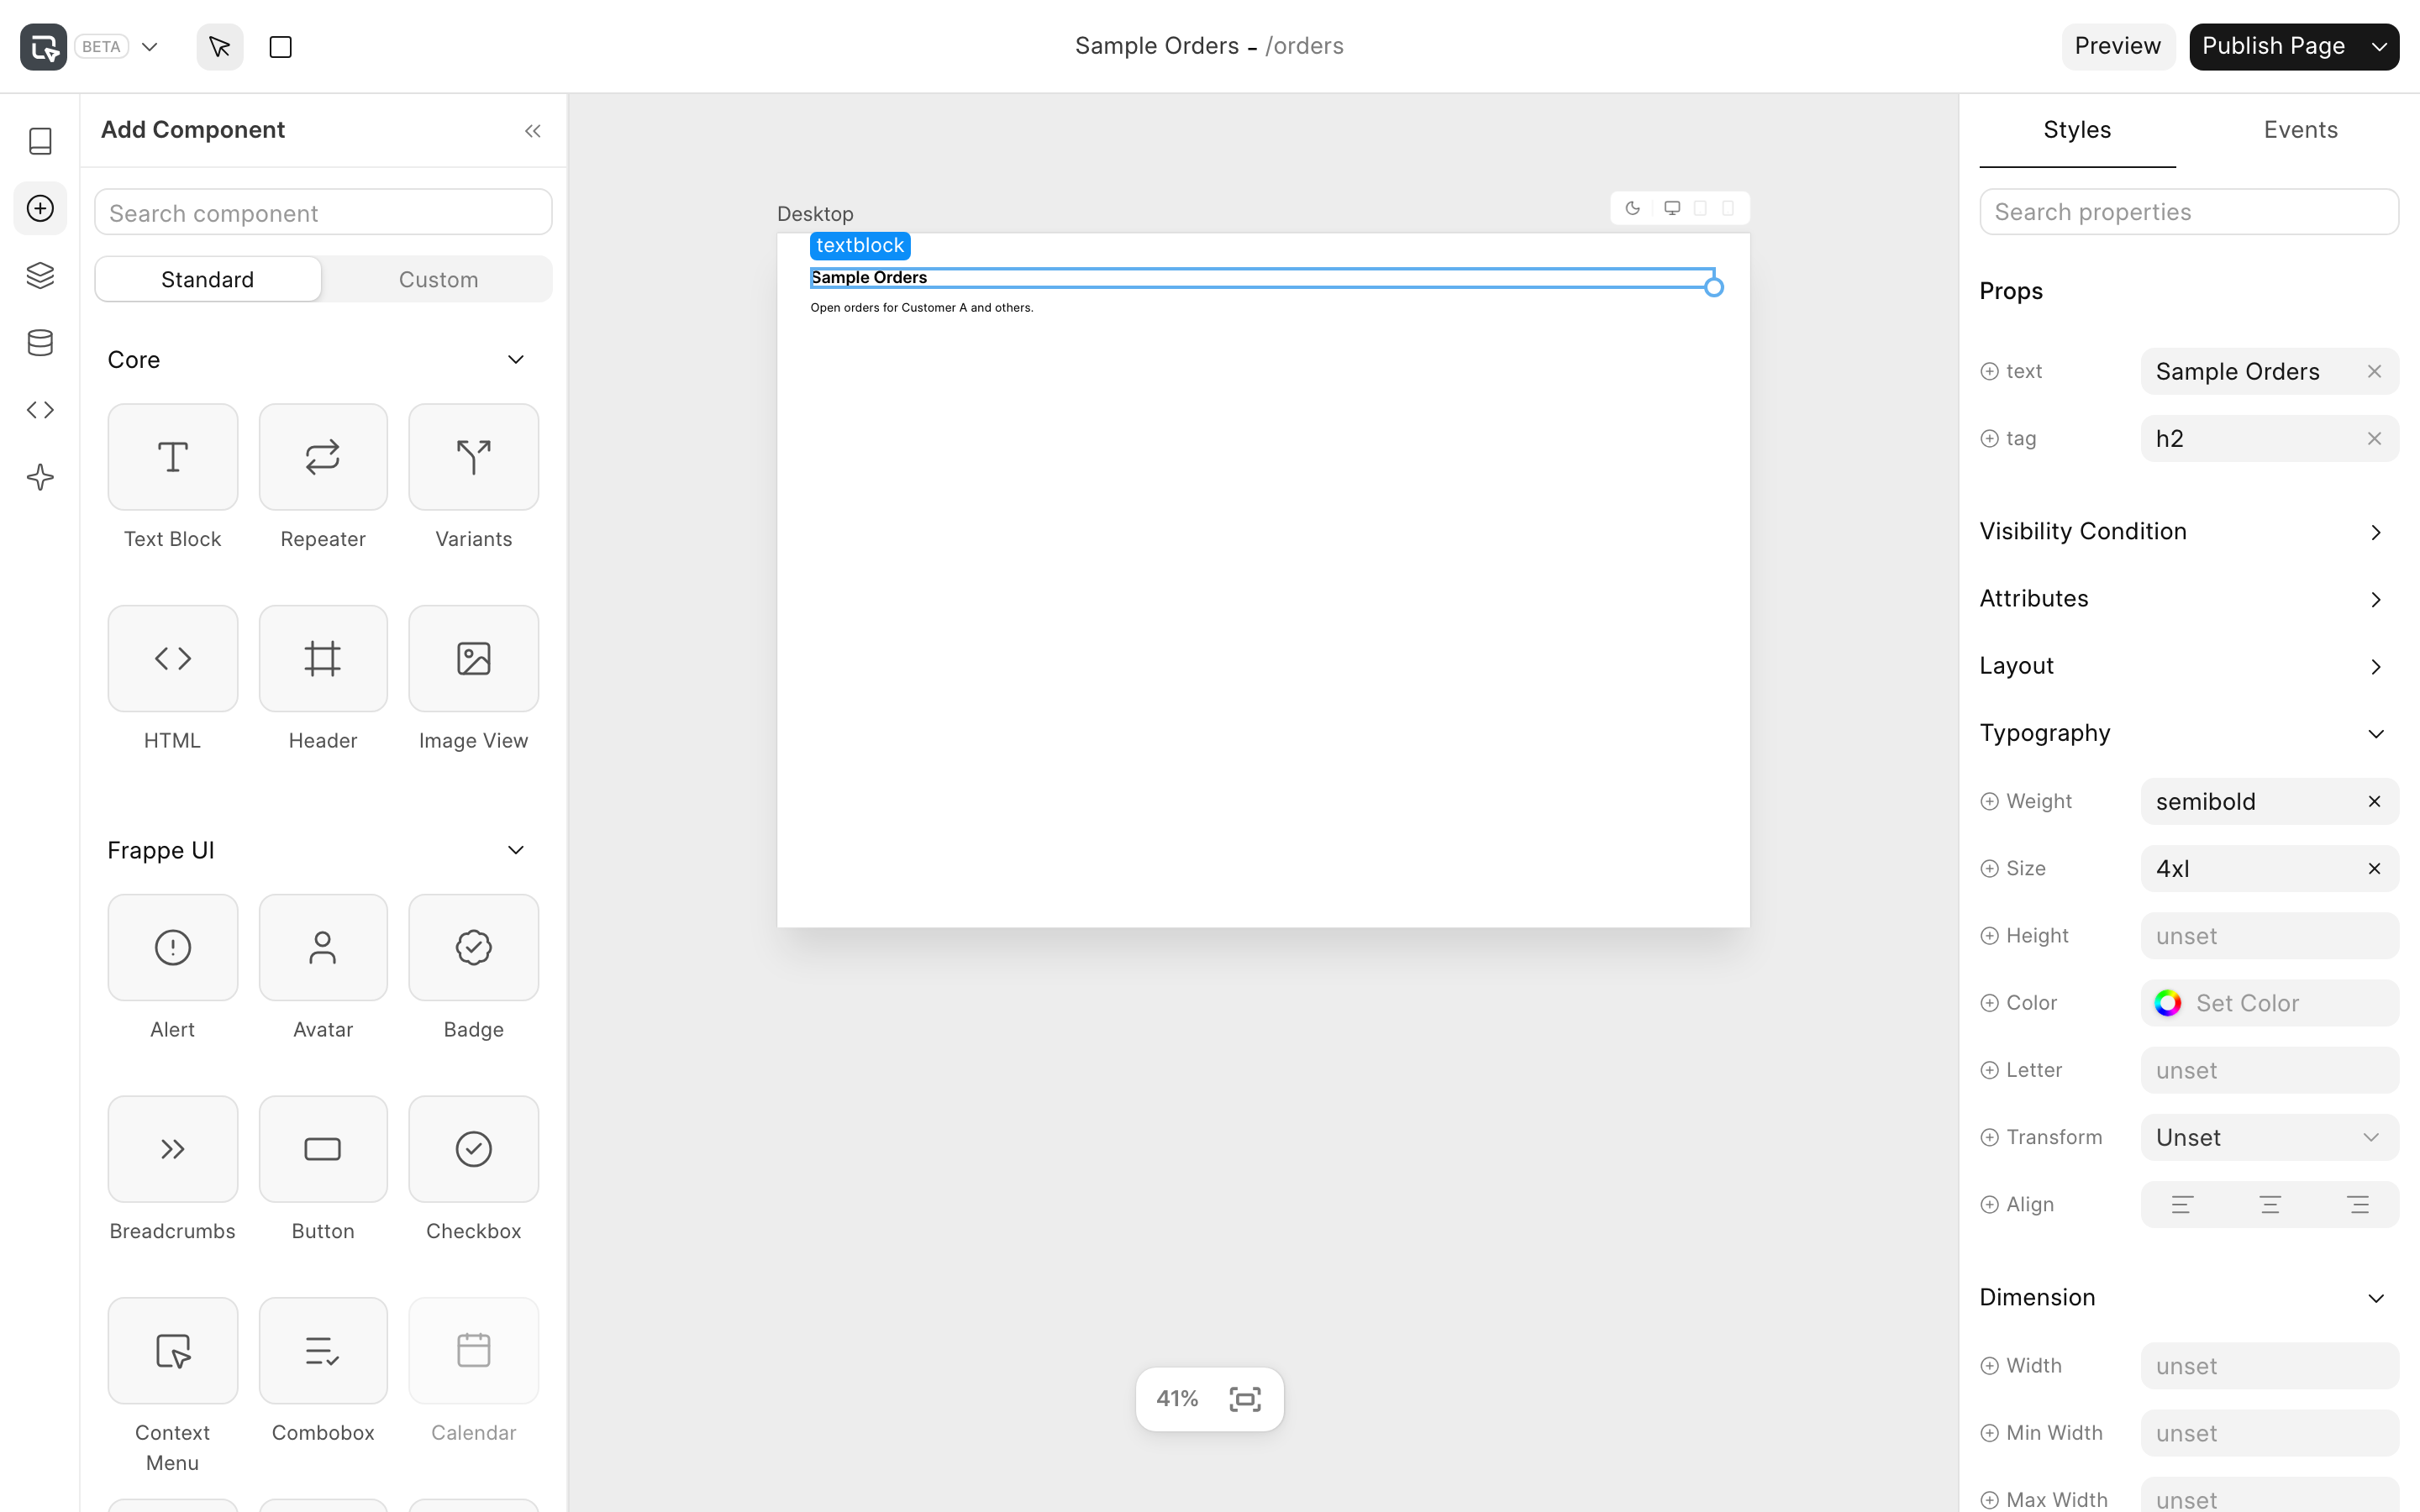 BETA
Sample Orders - /orders
Preview
Publish Page
Add Component
Search component
Standard
Custom
Core
Text Block
Repeater
Variants
HTML
Header
Image View
Frappe UI
Alert
Avatar
Badge
Breadcrumbs
Button
Checkbox
Context
Menu
Combobox
Calendar
Desktop
textblock
Sample Orders
Open orders for Customer A and others.
41%
Styles
Events
Search properties
Props
text
Sample Orders
tag
h2
Visibility Condition
Attributes
Layout
Typography
Weight
semibold
Size
4xl
Height
unset
Color
Set Color
Letter
unset
Transform
Unset
Align
Dimension
Width
unset
Min Width
unset
Max Width
unset